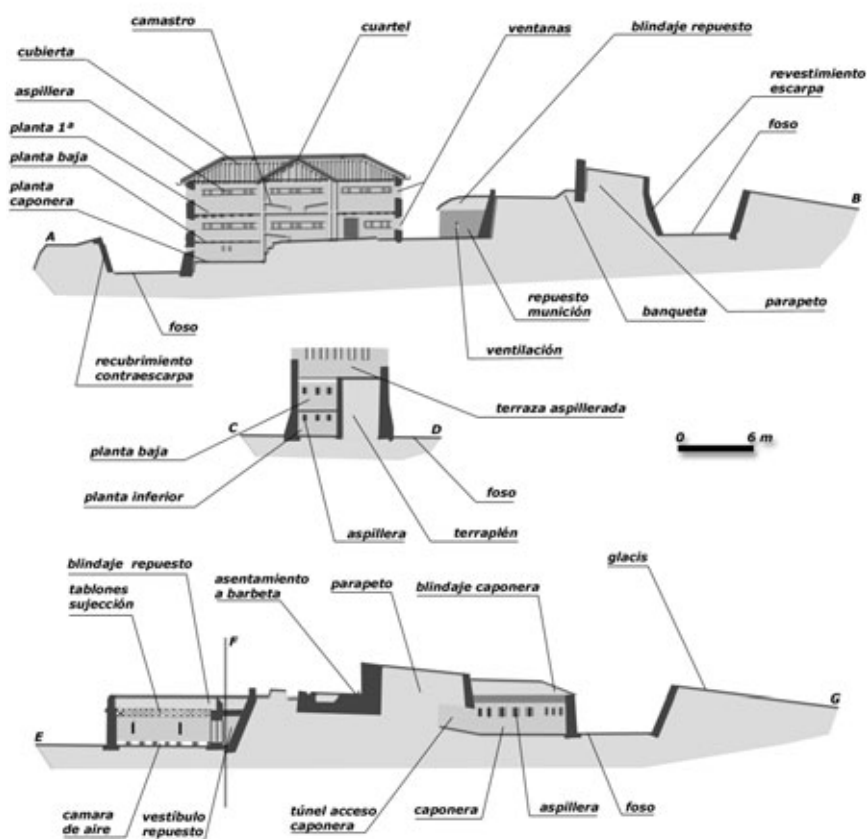 camastro
cuartel
ventanas
blindaje repuesto
cubierta
revestimiento
escarpa
aspillera
foso
planta 1ª
planta baja
planta
caponera
A
B
foso
repuesto
munición
banqueta
parapeto
ventilación
recubrimiento
contraescarpa
terraza aspillerada
C
D
0 6 m
planta baja
planta inferior
foso
aspillera
terraplén
glacis
blindaje repuesto
asentamiento
a barbeta
parapeto
blindaje caponera
tablones
sujección
F
E
G
camara
de aire
vestíbulo
repuesto
túnel acceso
caponera
caponera
aspillera
foso